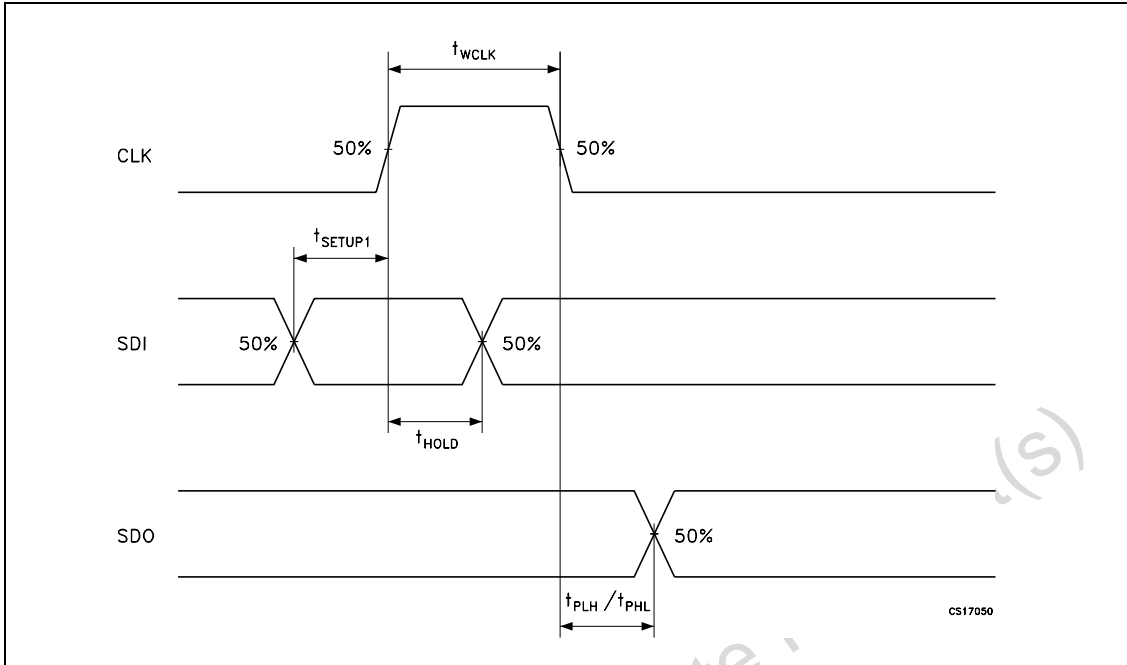 tWCLK
50%
50%
CLK
tSETUP1
50%
50%
SDI
tHOLD
SDO
50%
tPLH / tPHL
CS17050
t(s)